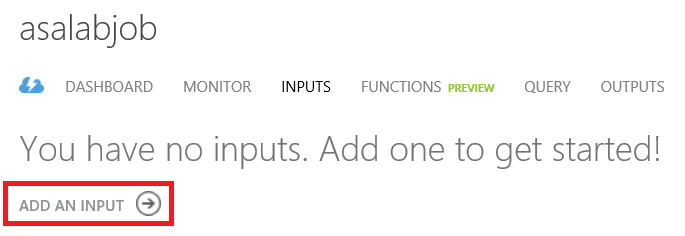 asalabjob
DASHBOARD MONITOR INPUTS FUNCTIONS PREVIEW QUERY OUTPUTS
You have no inputs. Add one to get started!
ADD AN INPUT